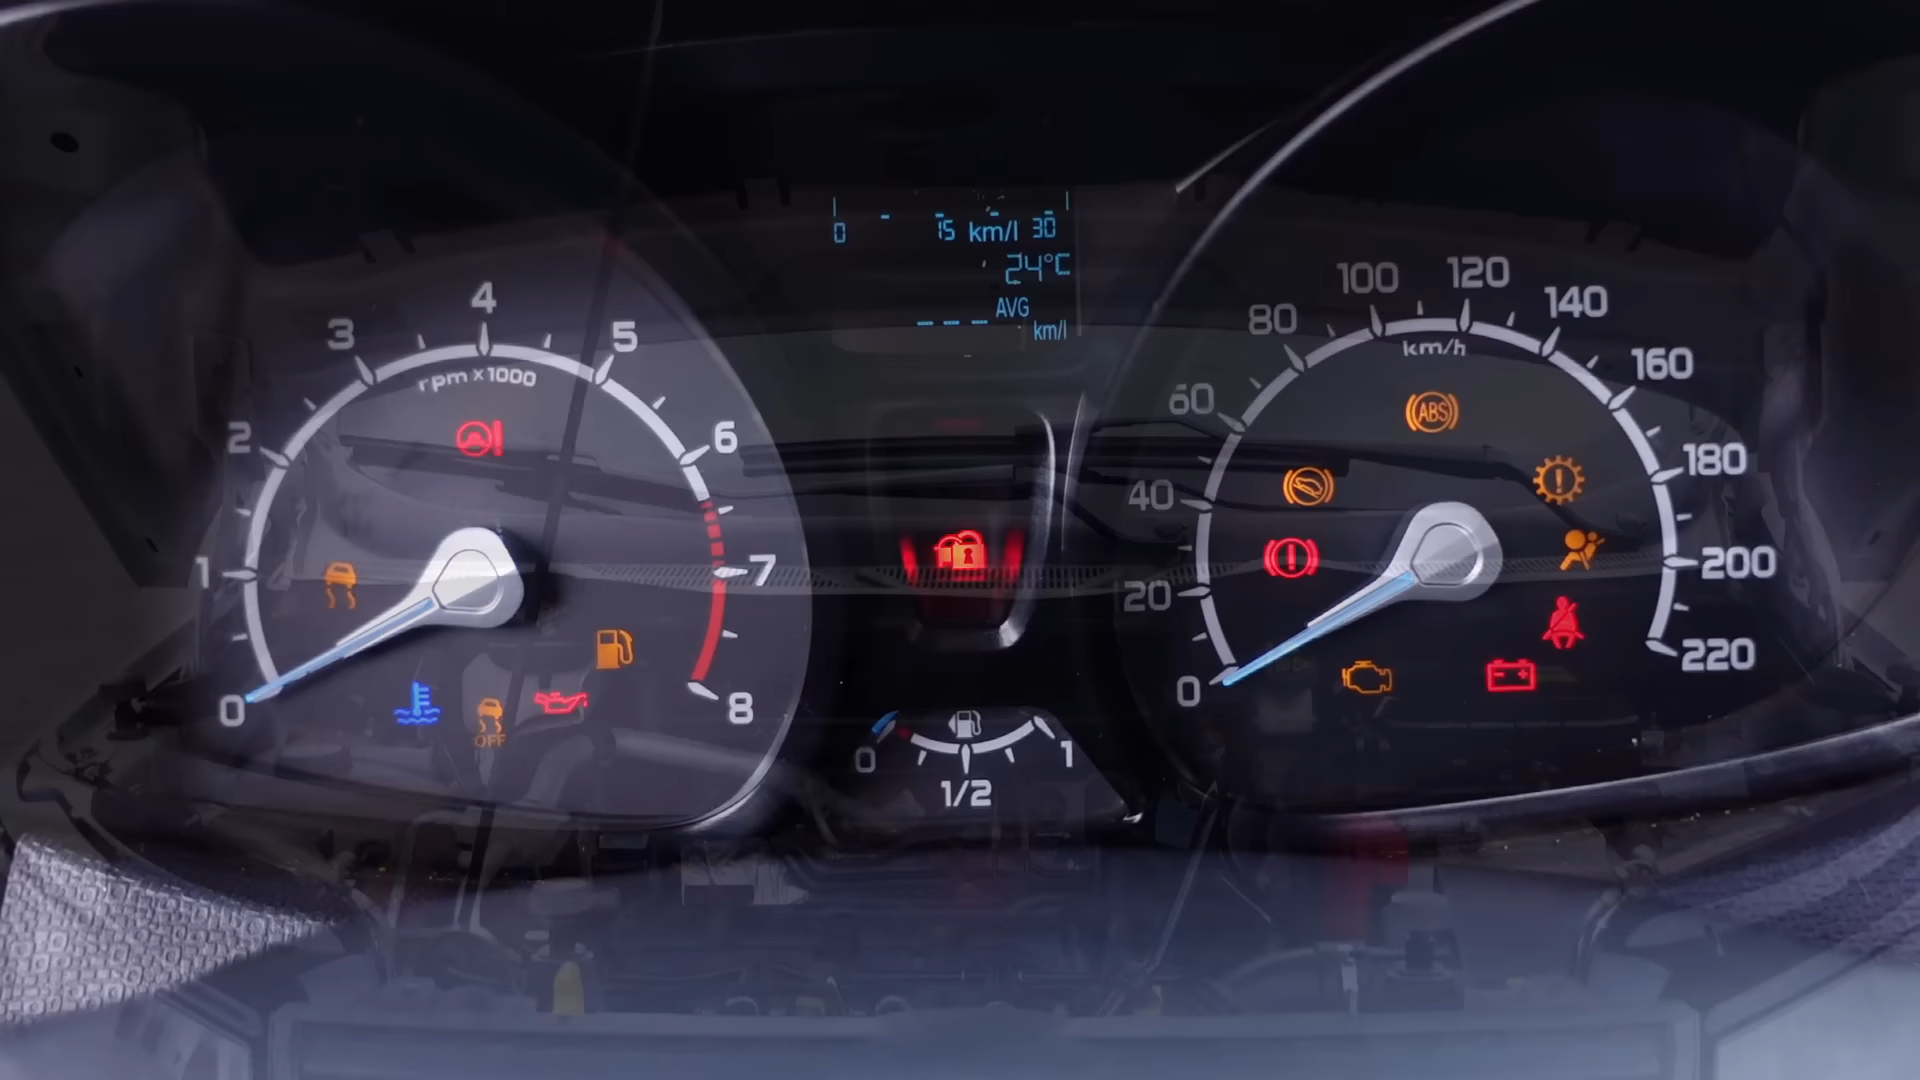 0 15 km/l 30
24°C
AVG
--- km/l
0 1 2 3 4 5 6 7 8
rpm x 1000
OFF
0 1/2 1
0 20 40 60 80 100 120 140 160 180 200 220
km/h
ABS